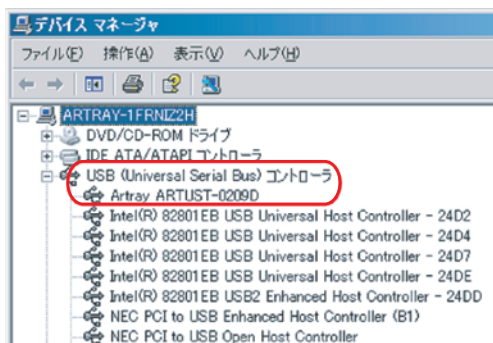 デバイス マネージャ
ファイル(F) 操作(A) 表示(V) ヘルプ(H)
ARTRAY-1FRNIZ2H
DVD/CD-ROM ドライブ
IDE ATA/ATAPI コントローラ
USB (Universal Serial Bus) コントローラ
Artray ARTUST-0209D
Intel(R) 82801EB USB Universal Host Controller - 24D2
Intel(R) 82801EB USB Universal Host Controller - 24D4
Intel(R) 82801EB USB Universal Host Controller - 24D7
Intel(R) 82801EB USB Universal Host Controller - 24DE
Intel(R) 82801EB USB2 Enhanced Host Controller - 24DD
NEC PCI to USB Enhanced Host Controller (B1)
NEC PCI to USB Open Host Controller